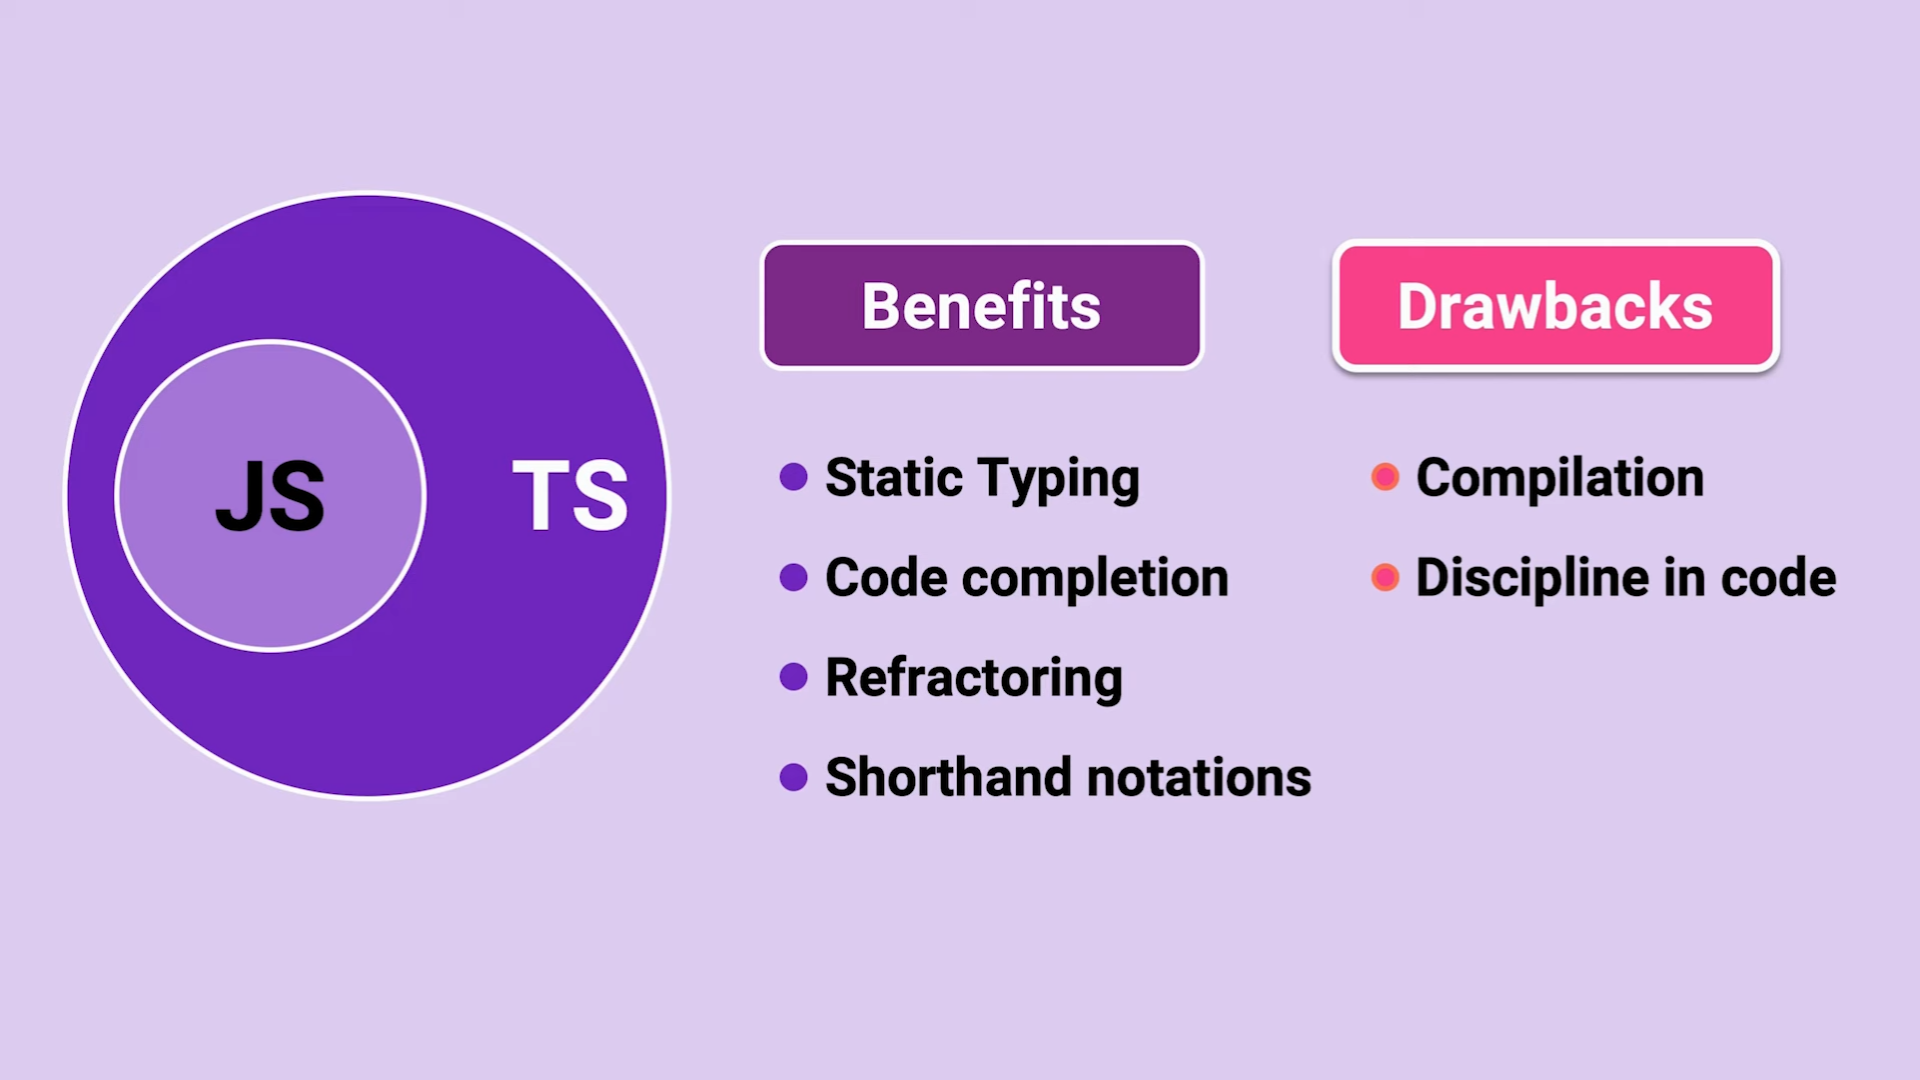 JS
TS
Benefits
Static Typing
Code completion
Refractoring
Shorthand notations
Drawbacks
Compilation
Discipline in code